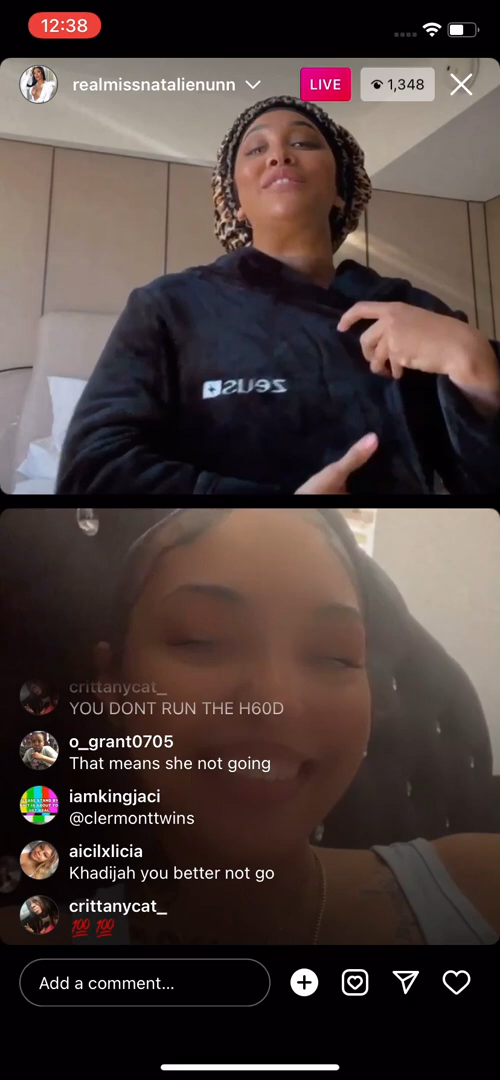 12:38
realmissnatalienunn
LIVE
1,348
zeus
crittanycat_
YOU DONT RUN THE H60D
o_grant0705
That means she not going
iamkingjaci
@clermonttwins
aicilxlicia
Khadijah you better not go
crittanycat_
💯 💯
Add a comment...